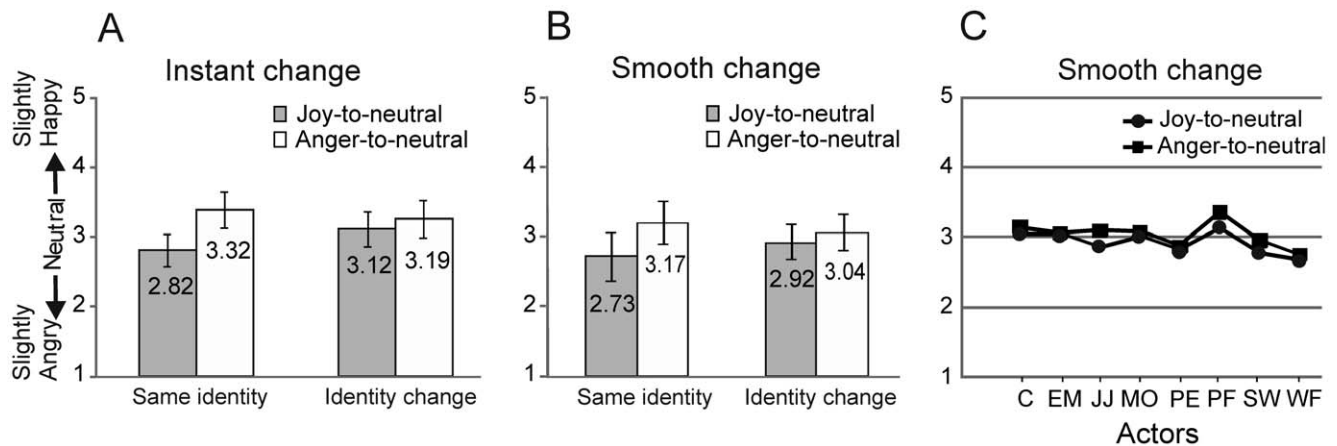 A
Instant change
Slightly Angry ← Neutral → Slightly Happy
5
4
3
2
1
Joy-to-neutral
Anger-to-neutral
2.82
3.32
3.12
3.19
Same identity
Identity change
B
Smooth change
5
4
3
2
1
Joy-to-neutral
Anger-to-neutral
2.73
3.17
2.92
3.04
Same identity
Identity change
C
Smooth change
5
4
3
2
1
Joy-to-neutral
Anger-to-neutral
C EM JJ MO PE PF SW WF
Actors